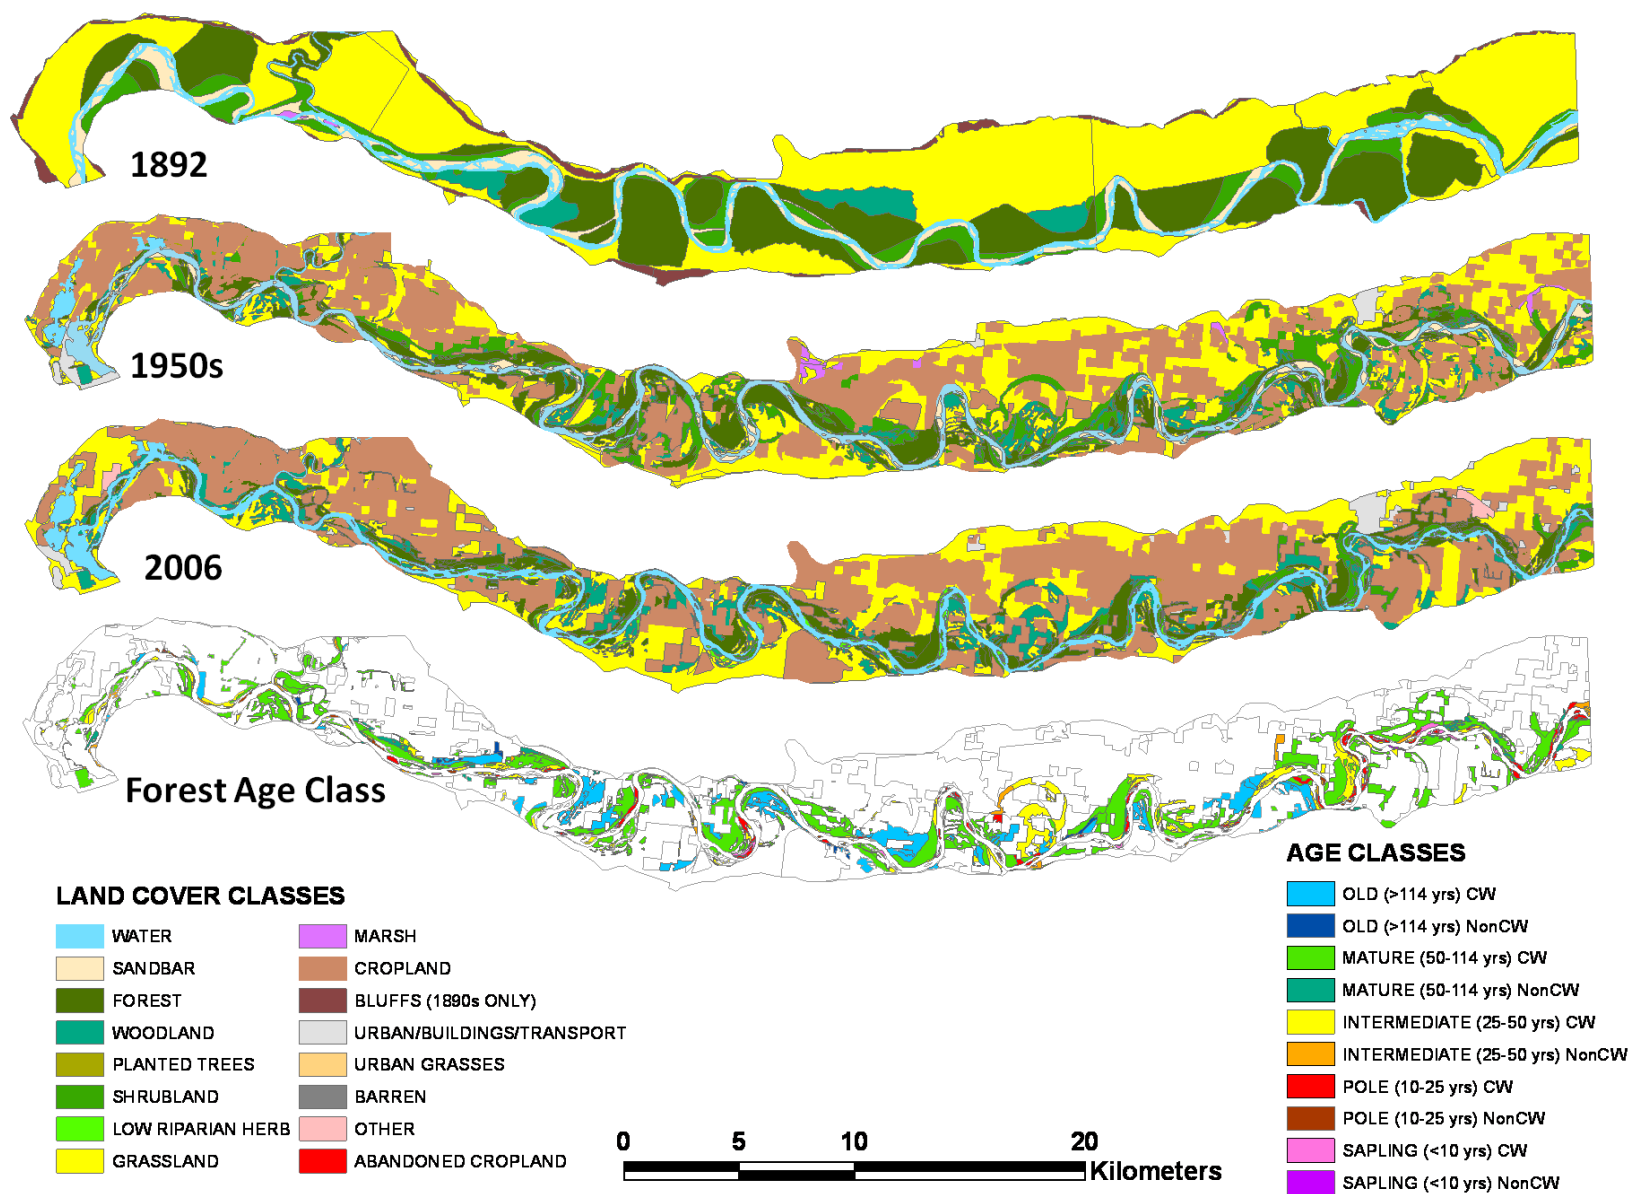 1892
1950s
2006
Forest Age Class
LAND COVER CLASSES
WATER
SANDBAR
FOREST
WOODLAND
PLANTED TREES
SHRUBLAND
LOW RIPARIAN HERB
GRASSLAND
MARSH
CROPLAND
BLUFFS (1890s ONLY)
URBAN/BUILDINGS/TRANSPORT
URBAN GRASSES
BARREN
OTHER
ABANDONED CROPLAND
0 5 10 20
Kilometers
AGE CLASSES
OLD (>114 yrs) CW
OLD (>114 yrs) NonCW
MATURE (50-114 yrs) CW
MATURE (50-114 yrs) NonCW
INTERMEDIATE (25-50 yrs) CW
INTERMEDIATE (25-50 yrs) NonCW
POLE (10-25 yrs) CW
POLE (10-25 yrs) NonCW
SAPLING (<10 yrs) CW
SAPLING (<10 yrs) NonCW